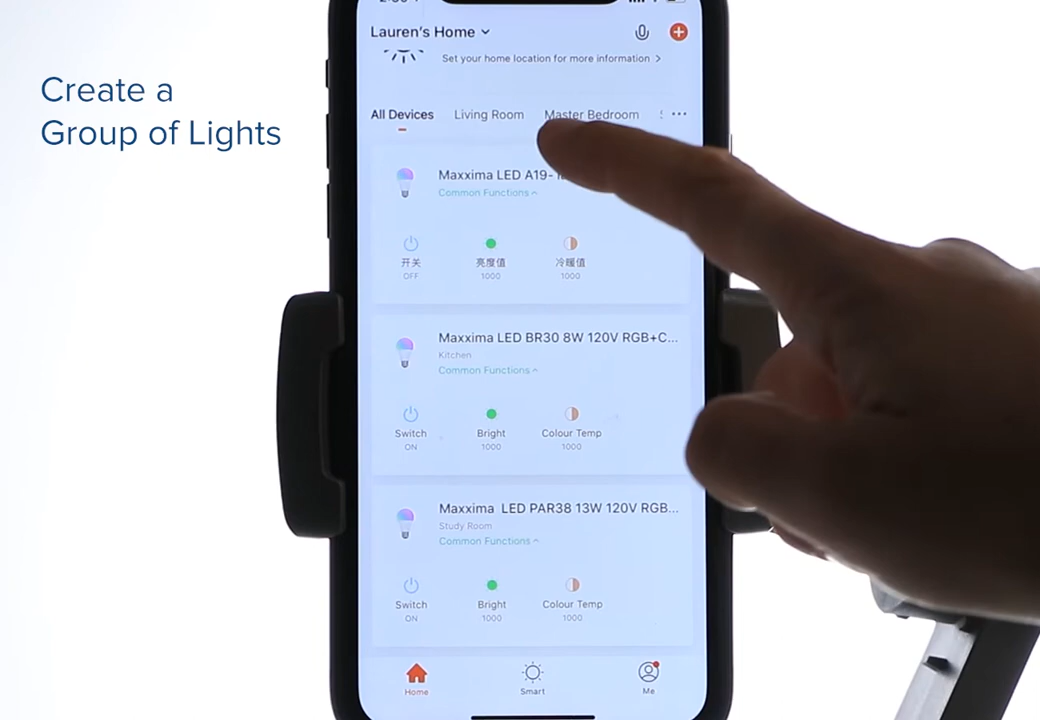 Create a
Group of Lights
Lauren's Home
Set your home location for more information >
All Devices Living Room Master Bedroom
Maxxima LED A19-
Common Functions
开关 亮度值 冷暖值
OFF 1000 1000
Maxxima LED BR30 8W 120V RGB+C...
Kitchen
Common Functions
Switch Bright Colour Temp
ON 1000 1000
Maxxima LED PAR38 13W 120V RGB...
Study Room
Common Functions
Switch Bright Colour Temp
ON 1000 1000
Home Smart Me